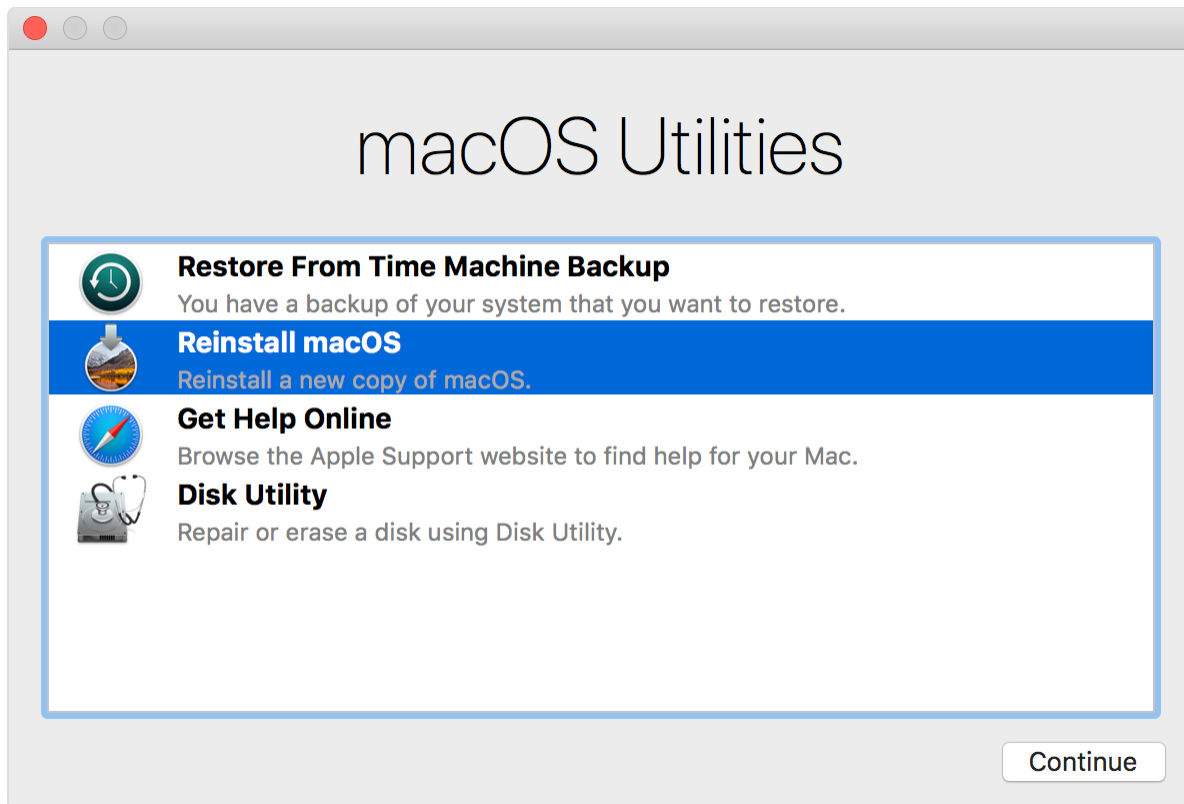 macOS Utilities
Restore From Time Machine Backup
You have a backup of your system that you want to restore.
Reinstall macOS
Reinstall a new copy of macOS.
Get Help Online
Browse the Apple Support website to find help for your Mac.
Disk Utility
Repair or erase a disk using Disk Utility.
Continue